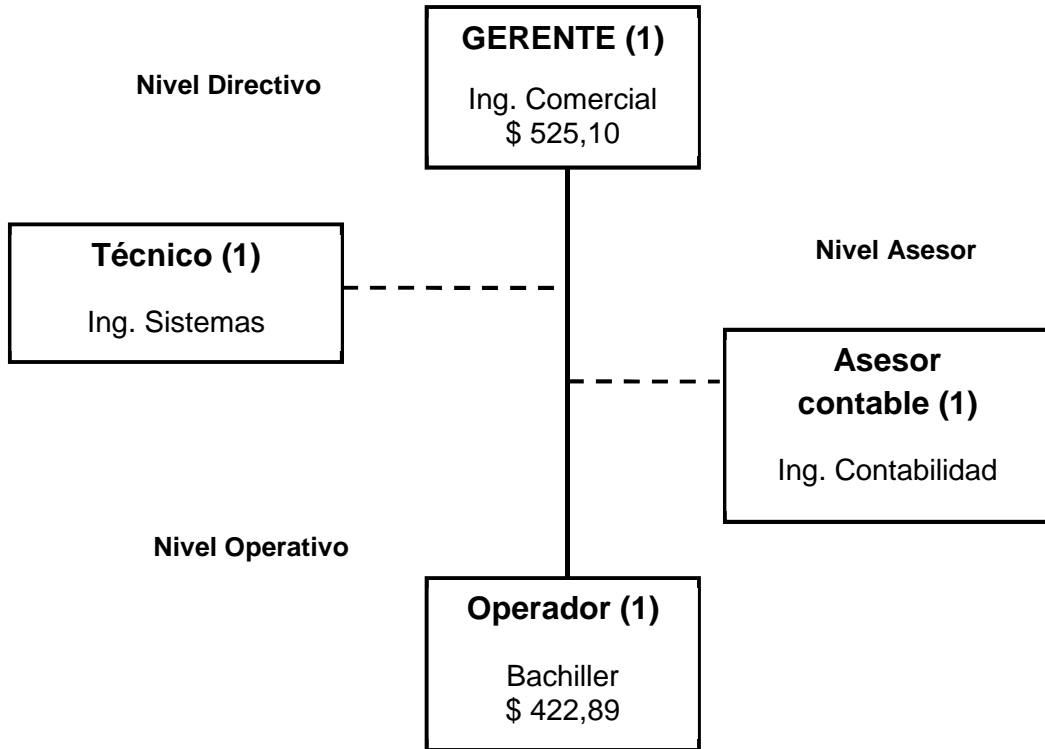 GERENTE (1)
Ing. Comercial
$ 525,10
Nivel Directivo
Técnico (1)
Ing. Sistemas
Nivel Asesor
Asesor
contable (1)
Ing. Contabilidad
Nivel Operativo
Operador (1)
Bachiller
$ 422,89